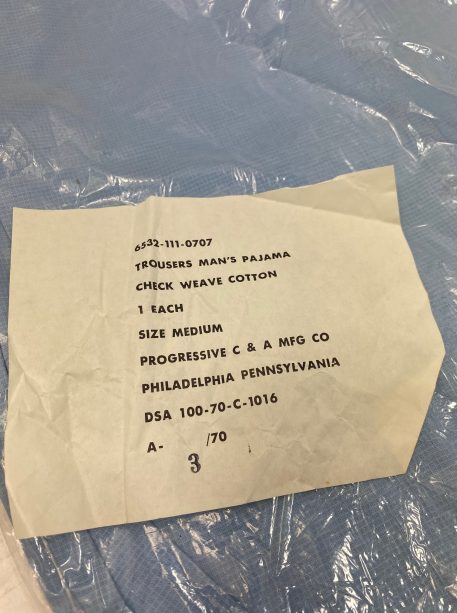 6532-111-0707
TROUSERS MAN'S PAJAMA
CHECK WEAVE COTTON
1 EACH
SIZE MEDIUM
PROGRESSIVE C & A MFG CO
PHILADELPHIA PENNSYLVANIA
DSA 100-70-C-1016
A- /70
3